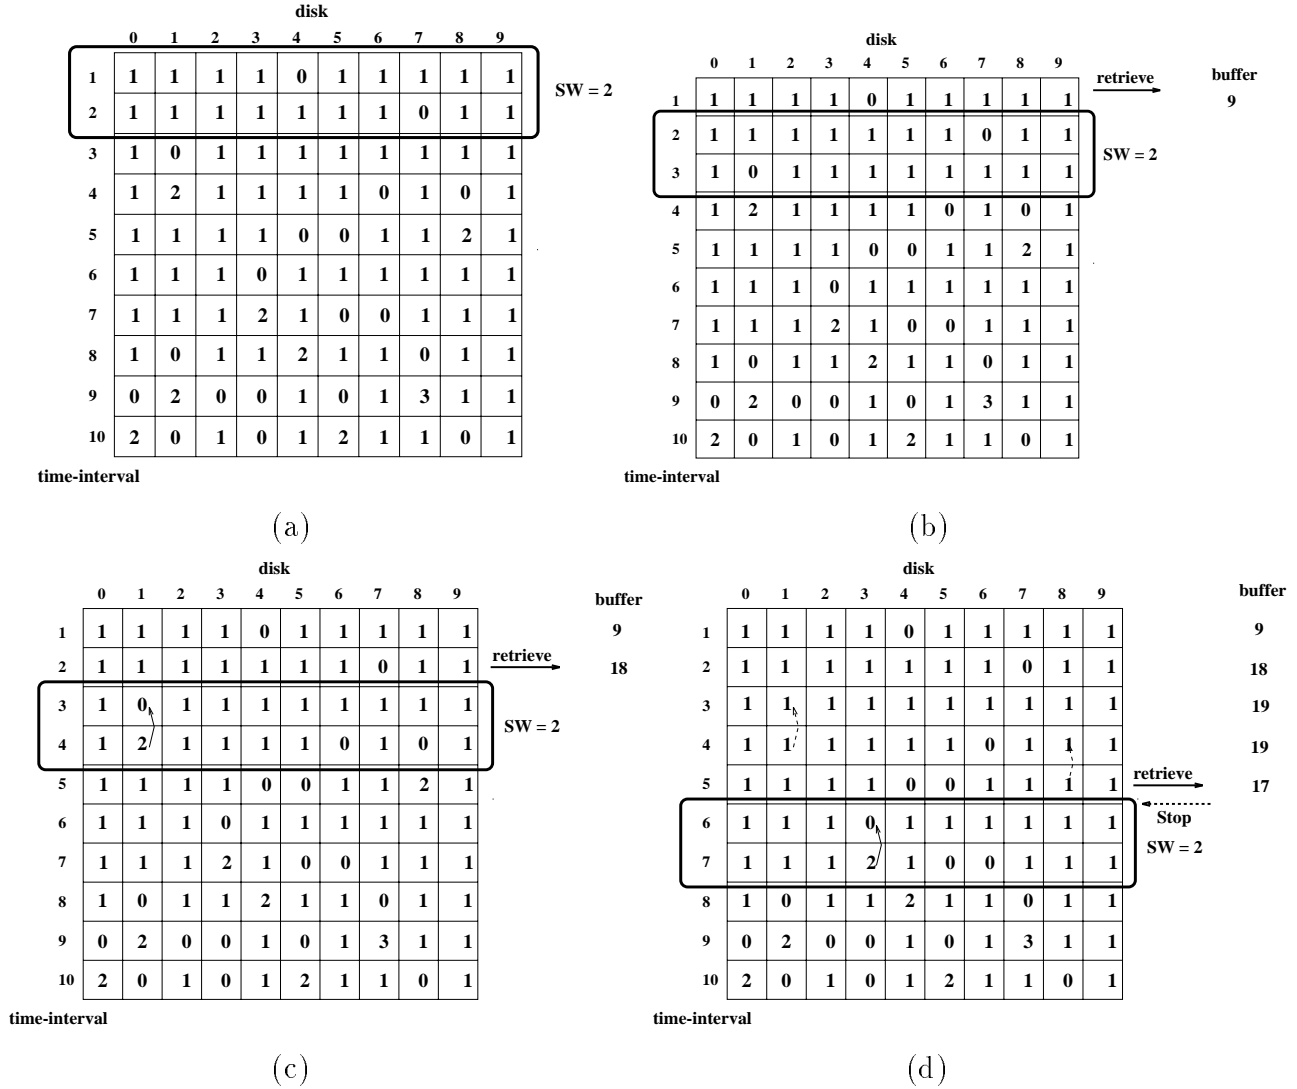 disk
0 1 2 3 4 5 6 7 8 9
1 1 1 1 1 0 1 1 1 1 1
SW = 2
2 1 1 1 1 1 1 1 0 1 1
3 1 0 1 1 1 1 1 1 1 1
4 1 2 1 1 1 1 0 1 0 1
5 1 1 1 1 0 0 1 1 2 1
6 1 1 1 0 1 1 1 1 1 1
7 1 1 1 2 1 0 0 1 1 1
8 1 0 1 1 2 1 1 0 1 1
9 0 2 0 0 1 0 1 3 1 1
10 2 0 1 0 1 2 1 1 0 1
time-interval
(a)
disk
0 1 2 3 4 5 6 7 8 9
retrieve buffer
1 1 1 1 1 0 1 1 1 1 1 9
2 1 1 1 1 1 1 1 0 1 1
SW = 2
3 1 0 1 1 1 1 1 1 1 1
4 1 2 1 1 1 1 0 1 0 1
5 1 1 1 1 0 0 1 1 2 1
6 1 1 1 0 1 1 1 1 1 1
7 1 1 1 2 1 0 0 1 1 1
8 1 0 1 1 2 1 1 0 1 1
9 0 2 0 0 1 0 1 3 1 1
10 2 0 1 0 1 2 1 1 0 1
time-interval
(b)
disk
0 1 2 3 4 5 6 7 8 9
buffer
1 1 1 1 1 0 1 1 1 1 1 9
2 1 1 1 1 1 1 1 0 1 1 retrieve 18
3 1 0 1 1 1 1 1 1 1 1
SW = 2
4 1 2 1 1 1 1 0 1 0 1
5 1 1 1 1 0 0 1 1 2 1
6 1 1 1 0 1 1 1 1 1 1
7 1 1 1 2 1 0 0 1 1 1
8 1 0 1 1 2 1 1 0 1 1
9 0 2 0 0 1 0 1 3 1 1
10 2 0 1 0 1 2 1 1 0 1
time-interval
(c)
disk
0 1 2 3 4 5 6 7 8 9
buffer
1 1 1 1 1 0 1 1 1 1 1 9
2 1 1 1 1 1 1 1 0 1 1 18
3 1 1 1 1 1 1 1 1 1 1 19
4 1 1 1 1 1 1 0 1 1 1 19
5 1 1 1 1 0 0 1 1 1 1 retrieve 17
Stop
6 1 1 1 0 1 1 1 1 1 1
SW = 2
7 1 1 1 2 1 0 0 1 1 1
8 1 0 1 1 2 1 1 0 1 1
9 0 2 0 0 1 0 1 3 1 1
10 2 0 1 0 1 2 1 1 0 1
time-interval
(d)